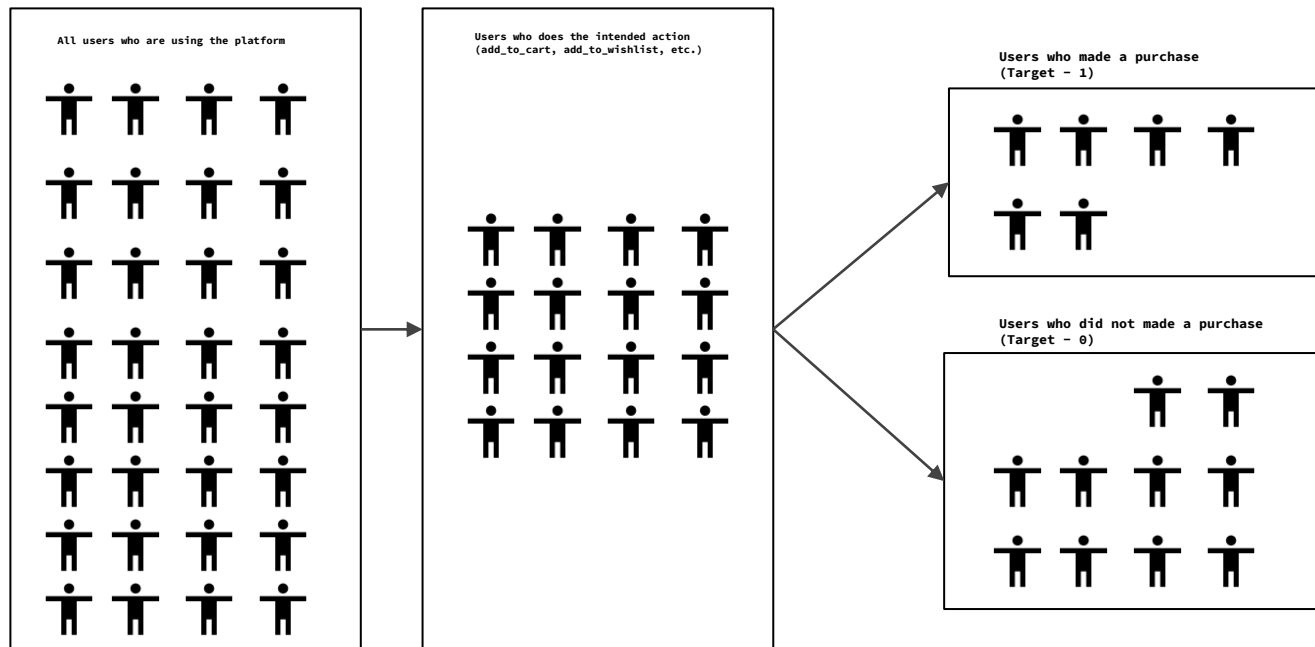 All users who are using the platform
Users who does the intended action
(add_to_cart, add_to_wishlist, etc.)
Users who made a purchase
(Target - 1)
Users who did not made a purchase
(Target - 0)